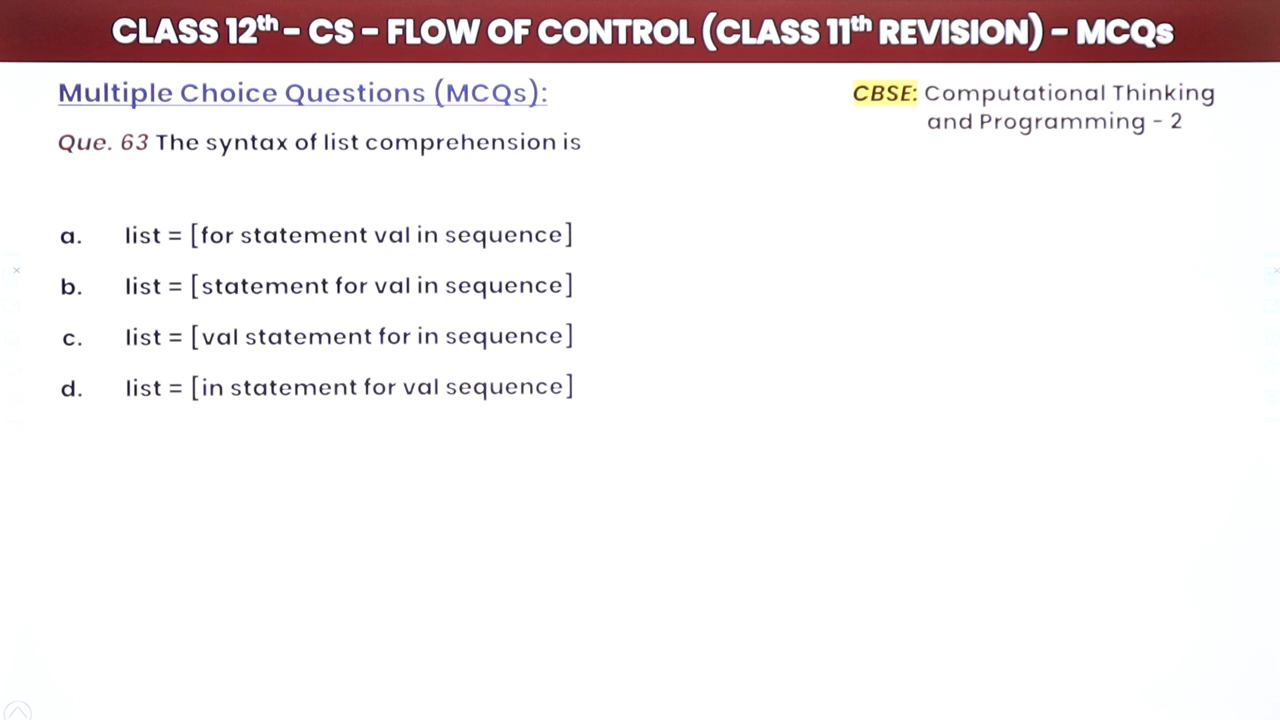 CLASS 12th - CS - FLOW OF CONTROL (CLASS 11th REVISION) - MCQs
Multiple Choice Questions (MCQs):
CBSE: Computational Thinking
and Programming - 2
Que. 63 The syntax of list comprehension is
a. list = [for statement val in sequence]
b. list = [statement for val in sequence]
c. list = [val statement for in sequence]
d. list = [in statement for val sequence]